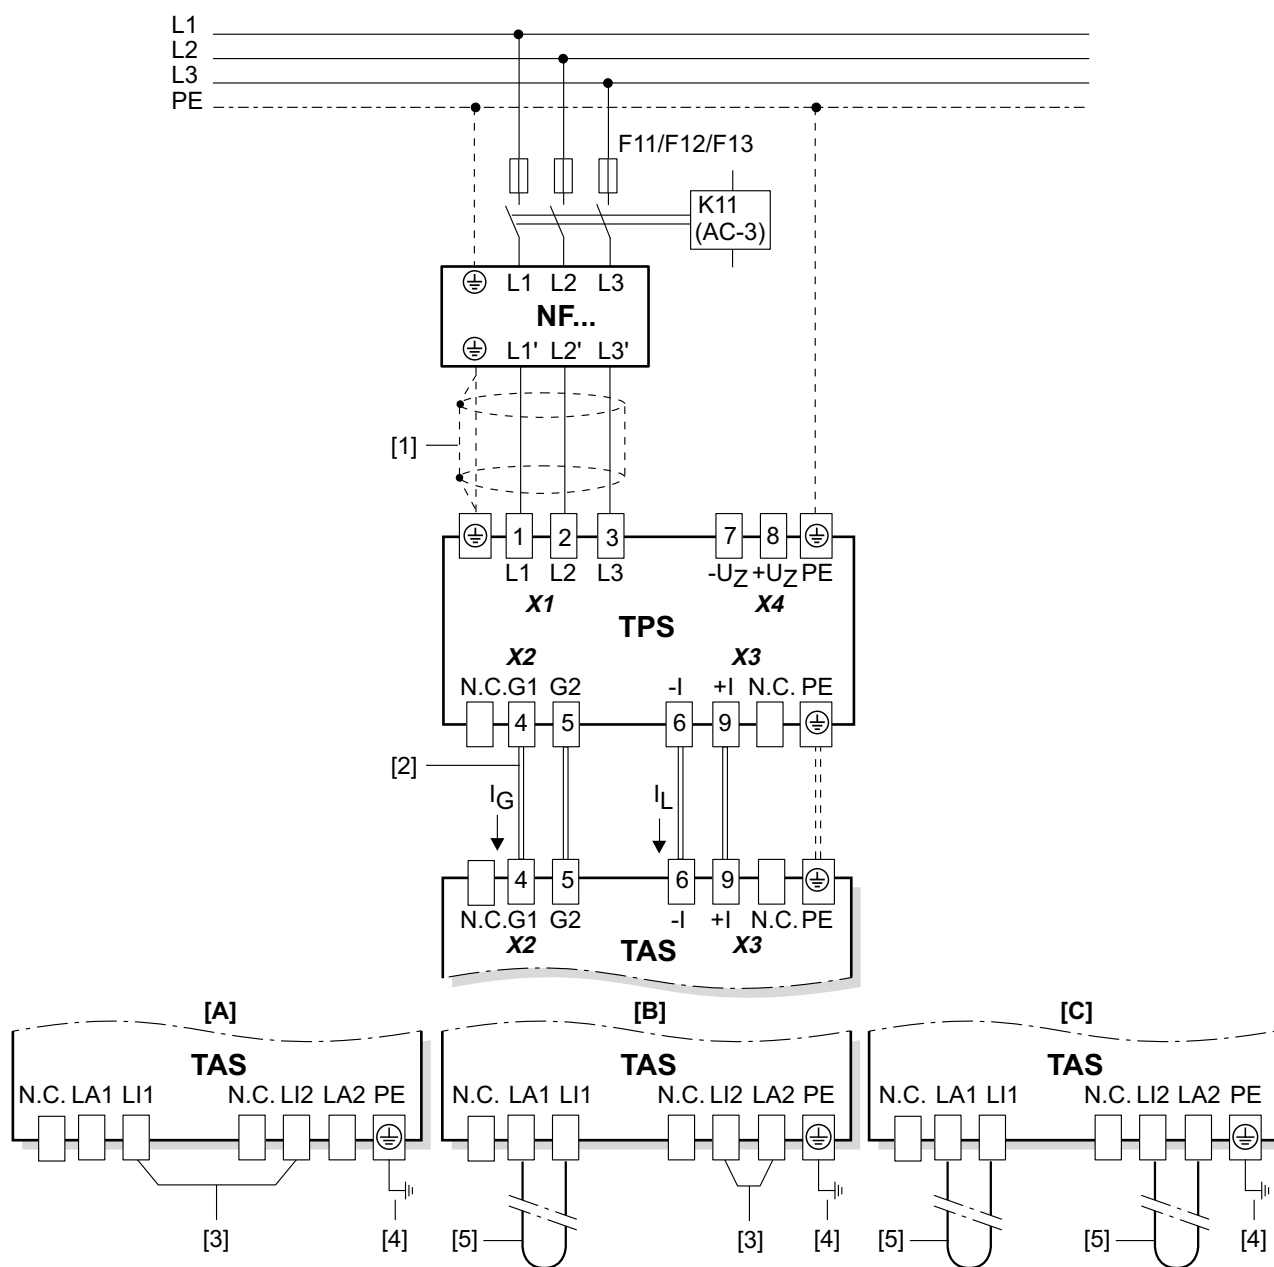 L1
L2
L3
PE
F11/F12/F13
K11
(AC-3)
L1 L2 L3
NF...
L1' L2' L3'
[1]
1 2 3 7 8
L1 L2 L3 -UZ +UZ PE
X1 X4
TPS
X2 X3
N.C. G1 G2 -I +I N.C. PE
4 5 6 9
[2]
IG IL
4 5 6 9
N.C. G1 G2 -I +I N.C. PE
X2 TAS X3
[A] [B] [C]
TAS TAS TAS
N.C. LA1 LI1 N.C. LI2 LA2 PE N.C. LA1 LI1 N.C. LI2 LA2 PE N.C. LA1 LI1 N.C. LI2 LA2 PE
[3] [4] [5] [3] [4] [5] [5] [4]